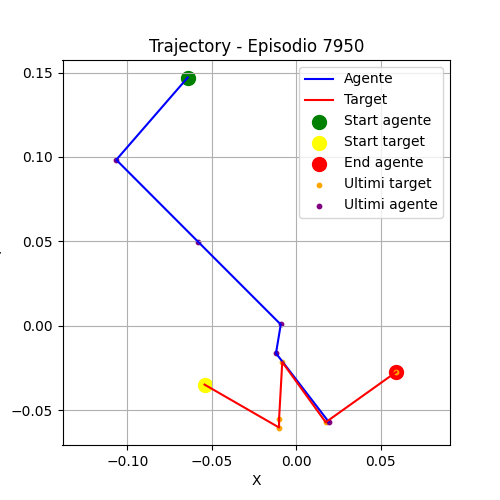 Trajectory - Episodio 7950
0.15
0.10
0.05
0.00
−0.05
−0.10
−0.05
0.00
0.05
X
Agente
Target
Start agente
Start target
End agente
Ultimi target
Ultimi agente